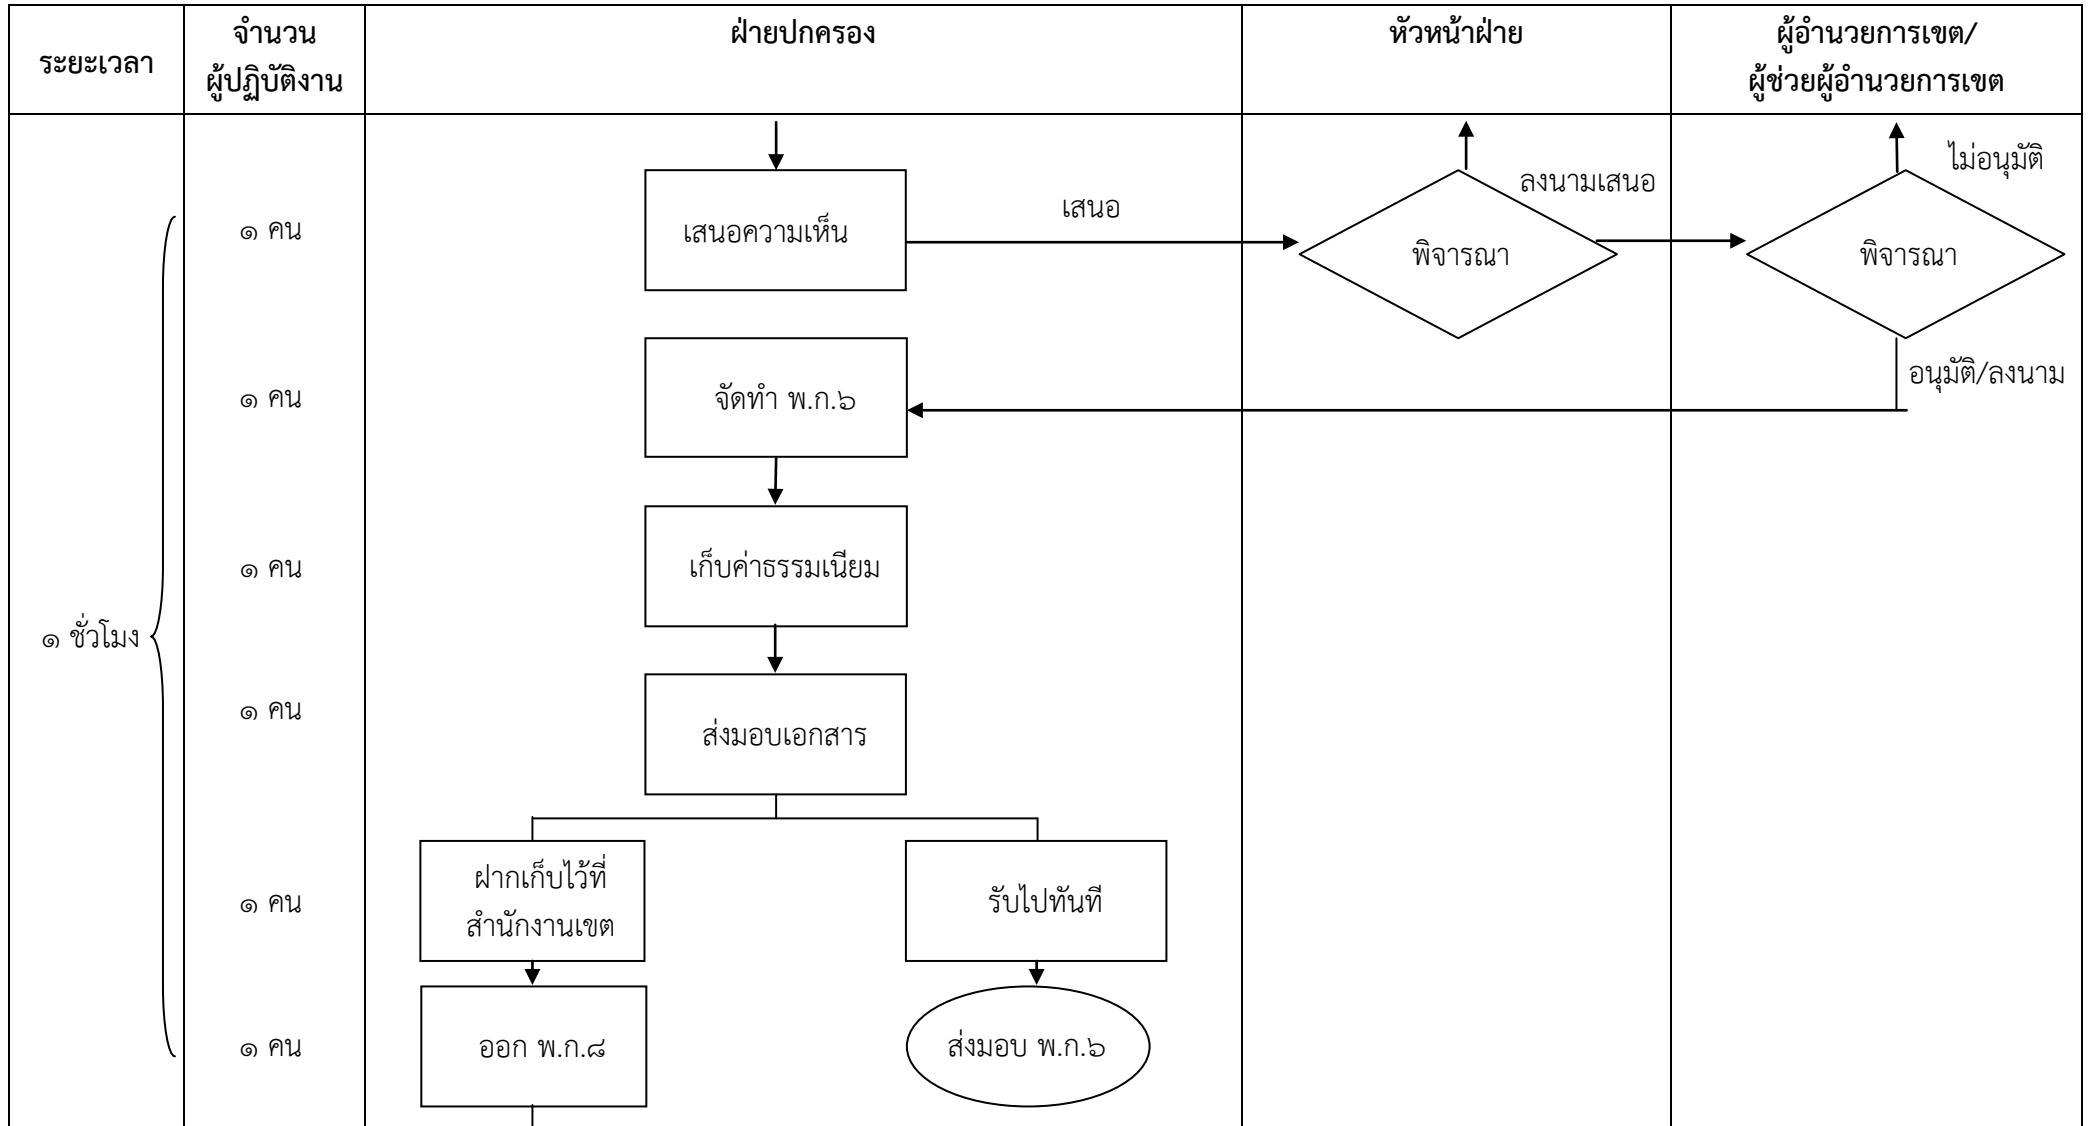 ระยะเวลา
จำนวน
ผู้ปฏิบัติงาน
ฝ่ายปกครอง
หัวหน้าฝ่าย
ผู้อำนวยการเขต/
ผู้ช่วยผู้อำนวยการเขต
ไม่อนุมัติ
ลงนามเสนอ
เสนอ
๑ คน
เสนอความเห็น
พิจารณา
พิจารณา
อนุมัติ/ลงนาม
๑ คน
จัดทำ พ.ก.๖
๑ คน
เก็บค่าธรรมเนียม
๑ ชั่วโมง
๑ คน
ส่งมอบเอกสาร
๑ คน
ฝากเก็บไว้ที่
สำนักงานเขต
รับไปทันที
๑ คน
ออก พ.ก.๘
ส่งมอบ พ.ก.๖